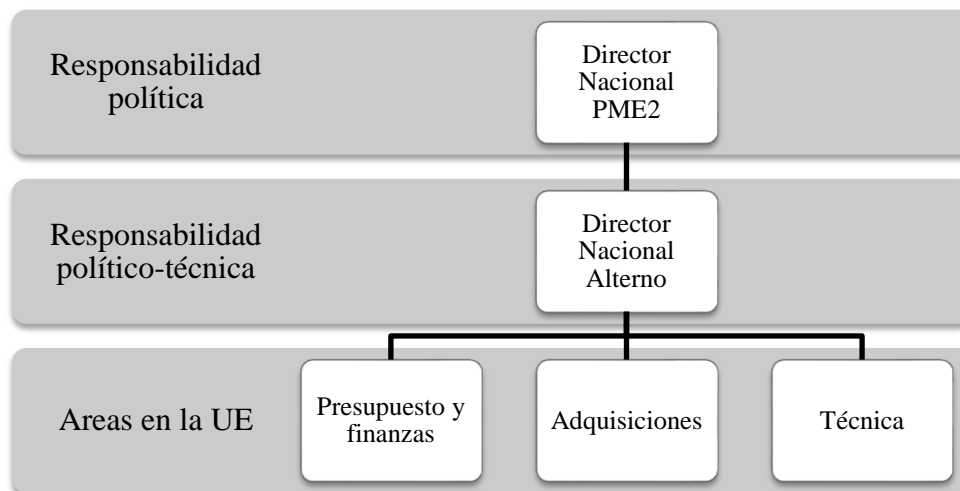 Responsabilidad
política
Director
Nacional
PME2
Responsabilidad
político-técnica
Director
Nacional
Alterno
Areas en la UE
Presupuesto y
finanzas
Adquisiciones
Técnica